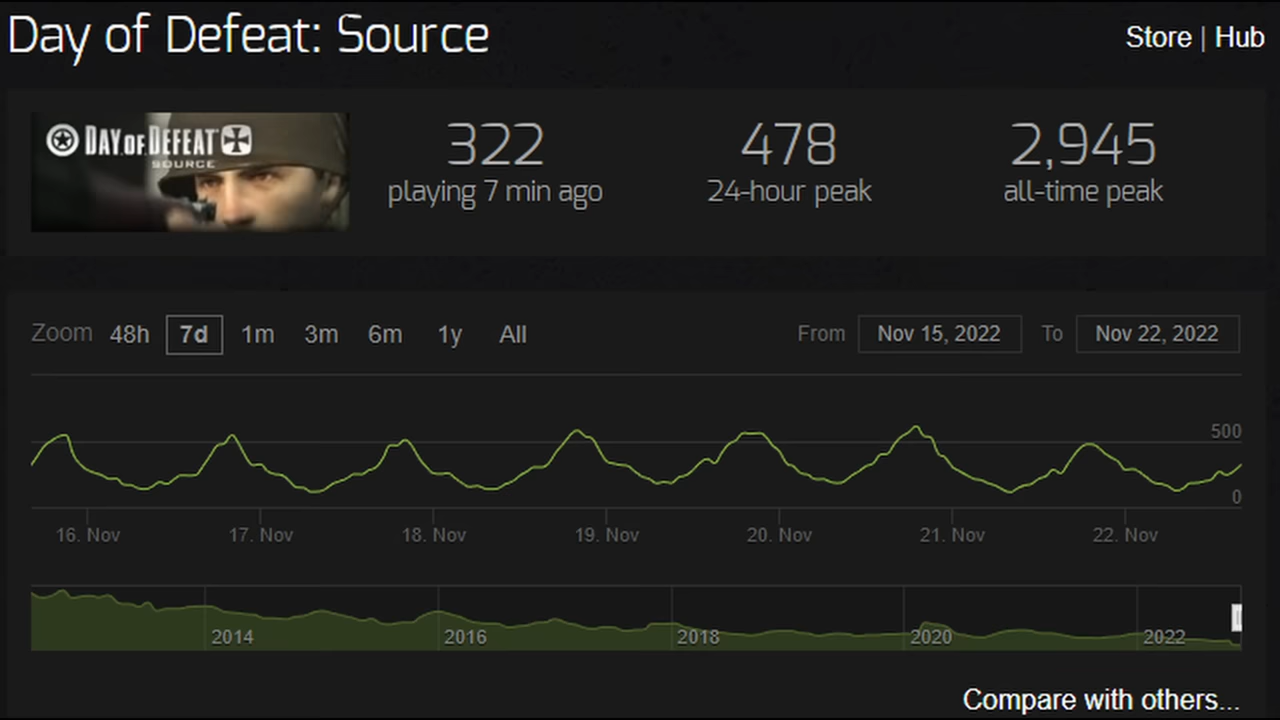 Day of Defeat: Source
Store | Hub
DAY OF DEFEAT
SOURCE
322
playing 7 min ago
478
24-hour peak
2,945
all-time peak
Zoom 48h 7d 1m 3m 6m 1y All
From Nov 15, 2022 To Nov 22, 2022
500
0
16. Nov 17. Nov 18. Nov 19. Nov 20. Nov 21. Nov 22. Nov
2014 2016 2018 2020 2022
Compare with others...